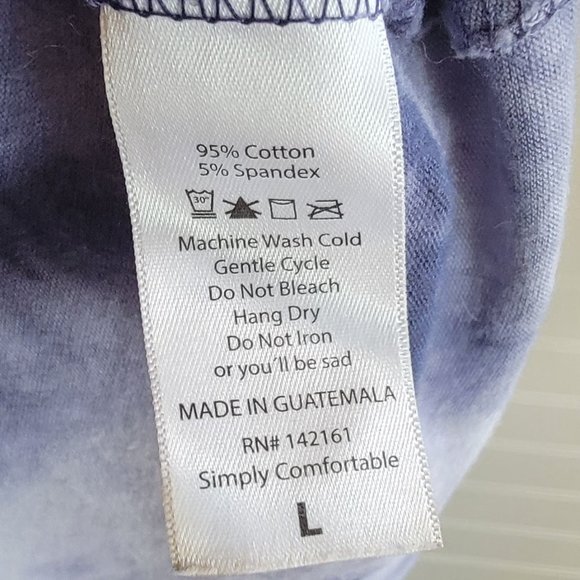 95% Cotton
5% Spandex
30°
Machine Wash Cold
Gentle Cycle
Do Not Bleach
Hang Dry
Do Not Iron
or you'll be sad
MADE IN GUATEMALA
RN# 142161
Simply Comfortable
L